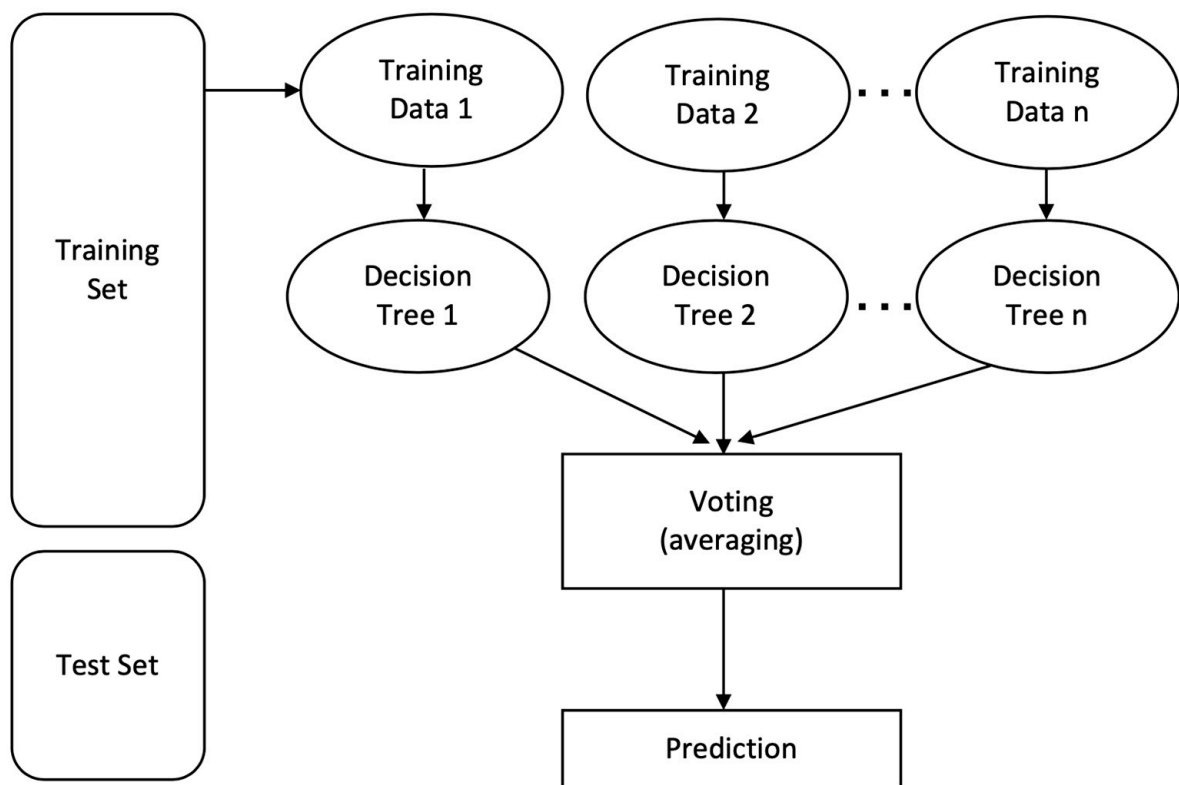 Training
Set
Training
Data 1
Training
Data 2
. . .
Training
Data n
Decision
Tree 1
Decision
Tree 2
. . .
Decision
Tree n
Voting
(averaging)
Test Set
Prediction